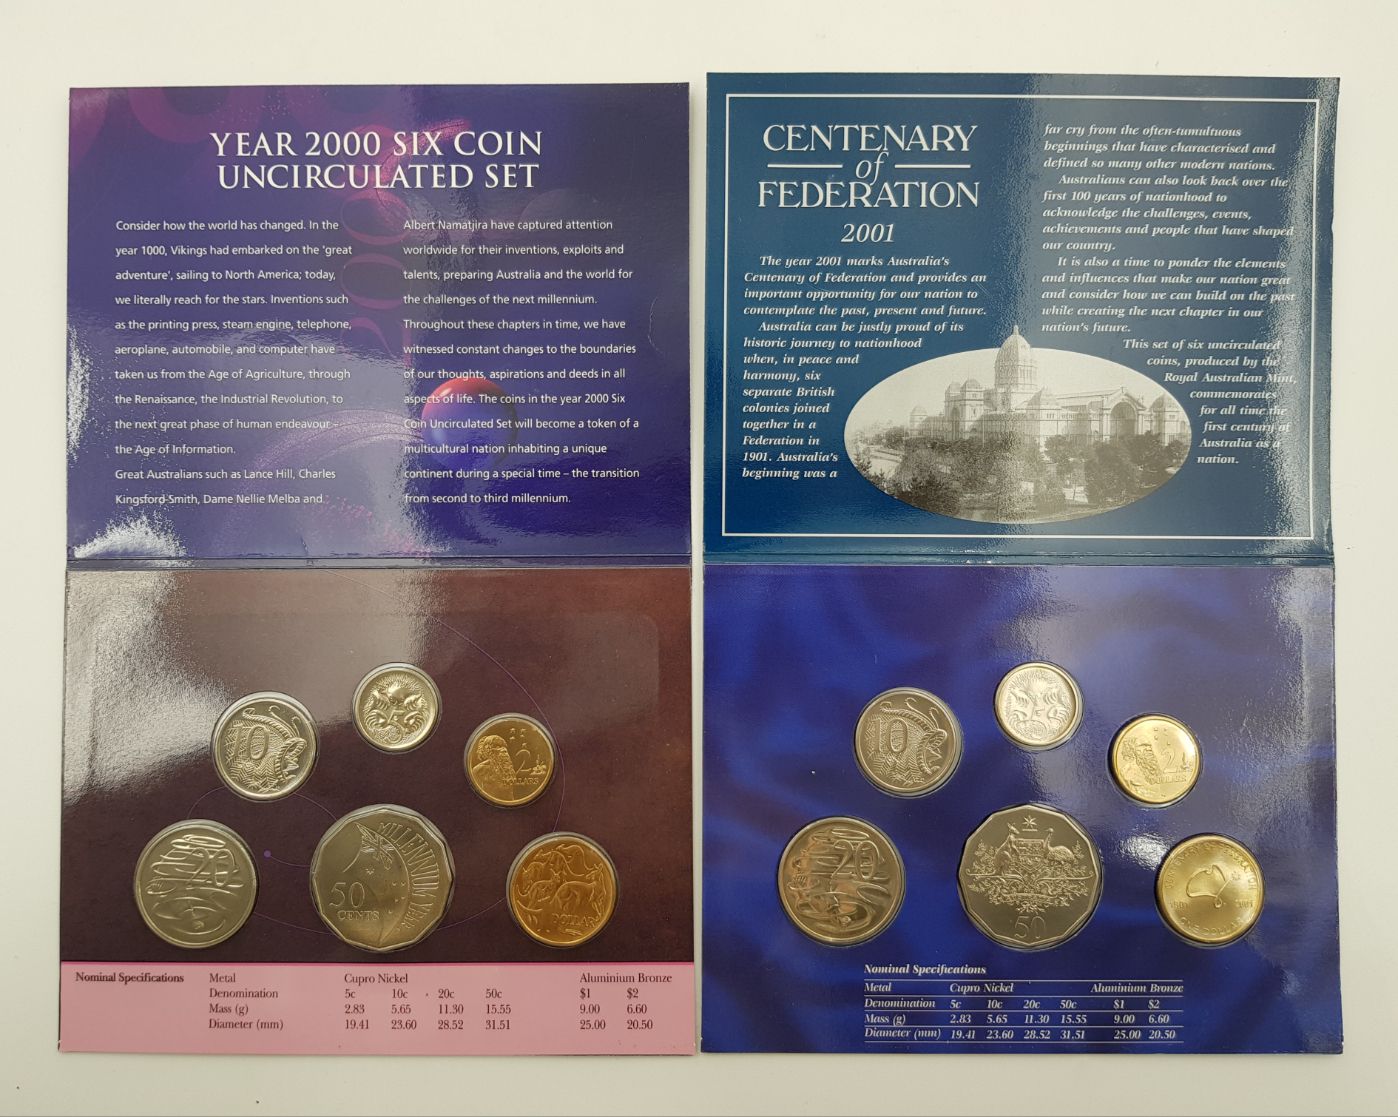 YEAR 2000 SIX COIN
UNCIRCULATED SET
Consider how the world has changed. In the
year 1000, Vikings had embarked on the 'great
adventure', sailing to North America; today,
we literally reach for the stars. Inventions such
as the printing press, steam engine, telephone,
aeroplane, automobile, and computer have
taken us from the Age of Agriculture, through
the Renaissance, the Industrial Revolution, to
the next great phase of human endeavour –
the Age of Information.
Great Australians such as Lance Hill, Charles
Kingsford-Smith, Dame Nellie Melba and
Albert Namatjira have captured attention
worldwide for their inventions, exploits and
talents, preparing Australia and the world for
the challenges of the next millennium.
Throughout these chapters in time, we have
witnessed constant changes to the boundaries
of our thoughts, aspirations and deeds in all
aspects of life. The coins in the year 2000 Six
Coin Uncirculated Set will become a token of a
multicultural nation inhabiting a unique
continent during a special time – the transition
from second to third millennium.
10
5
2
DOLLARS
20
MILLENNIUM YEAR
50
CENTS
DOLLAR
Nominal Specifications Metal Cupro Nickel Aluminium Bronze
Denomination 5c 10c 20c 50c $1 $2
Mass (g) 2.83 5.65 11.30 15.55 9.00 6.60
Diameter (mm) 19.41 23.60 28.52 31.51 25.00 20.50
CENTENARY
of
FEDERATION
2001
The year 2001 marks Australia's
Centenary of Federation and provides an
important opportunity for our nation to
contemplate the past, present and future.
Australia can be justly proud of its
historic journey to nationhood
when, in peace and
harmony, six
separate British
colonies joined
together in a
Federation in
1901. Australia's
beginning was a
far cry from the often-tumultuous
beginnings that have characterised and
defined so many other modern nations.
Australians can also look back over the
first 100 years of nationhood to
acknowledge the challenges, events,
achievements and people that have shaped
our country.
It is also a time to ponder the elements
and influences that make our nation great
and consider how we can build on the past
while creating the next chapter in our
nation's future.
This set of six uncirculated
coins, produced by the
Royal Australian Mint,
commemorates
for all time the
first century of
Australia as a
nation.
10
5
2
DOLLARS
20
50
CENTENARY OF FEDERATION
1901 2001
ONE DOLLAR
Nominal Specifications
Metal Cupro Nickel Aluminium Bronze
Denomination 5c 10c 20c 50c $1 $2
Mass (g) 2.83 5.65 11.30 15.55 9.00 6.60
Diameter (mm) 19.41 23.60 28.52 31.51 25.00 20.50